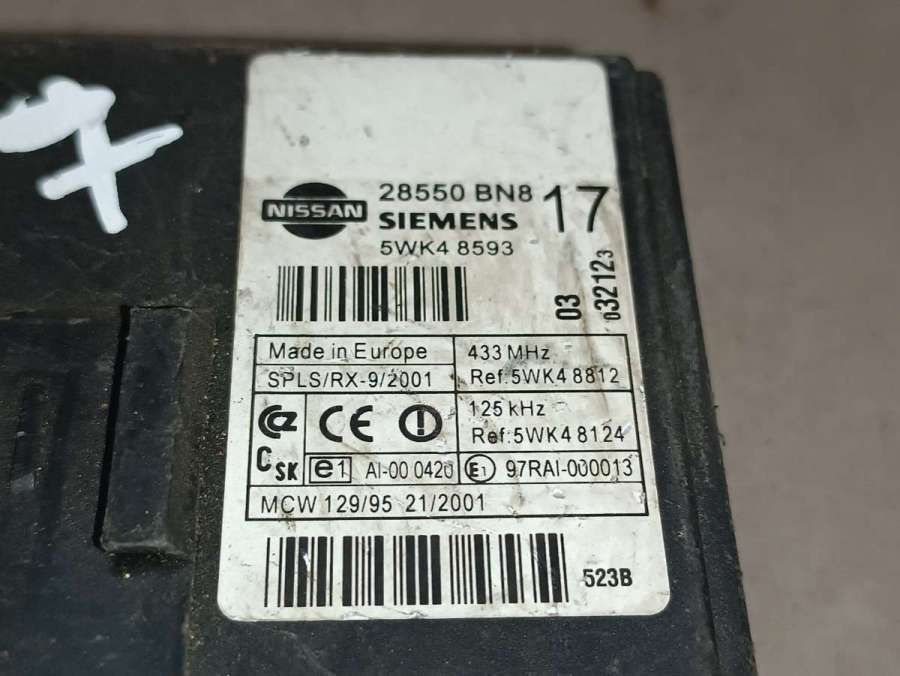 7
NISSAN
28550 BN8 17
SIEMENS
5WK4 8593
03
032123
Made in Europe
433 MHz
SPLS/RX-9/2001
Ref:5WK4 8812
CE
125 kHz
Ref:5WK4 8124
C SK
e1 AI-00 0420
E1 97RAI-000013
MCW 129/95 21/2001
523B